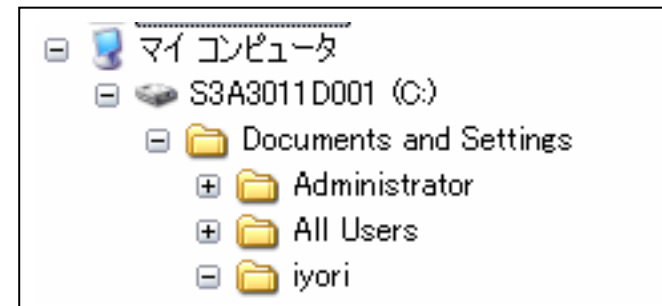 マイ コンピュータ
S3A3011D001 (C:)
Documents and Settings
Administrator
All Users
iyori